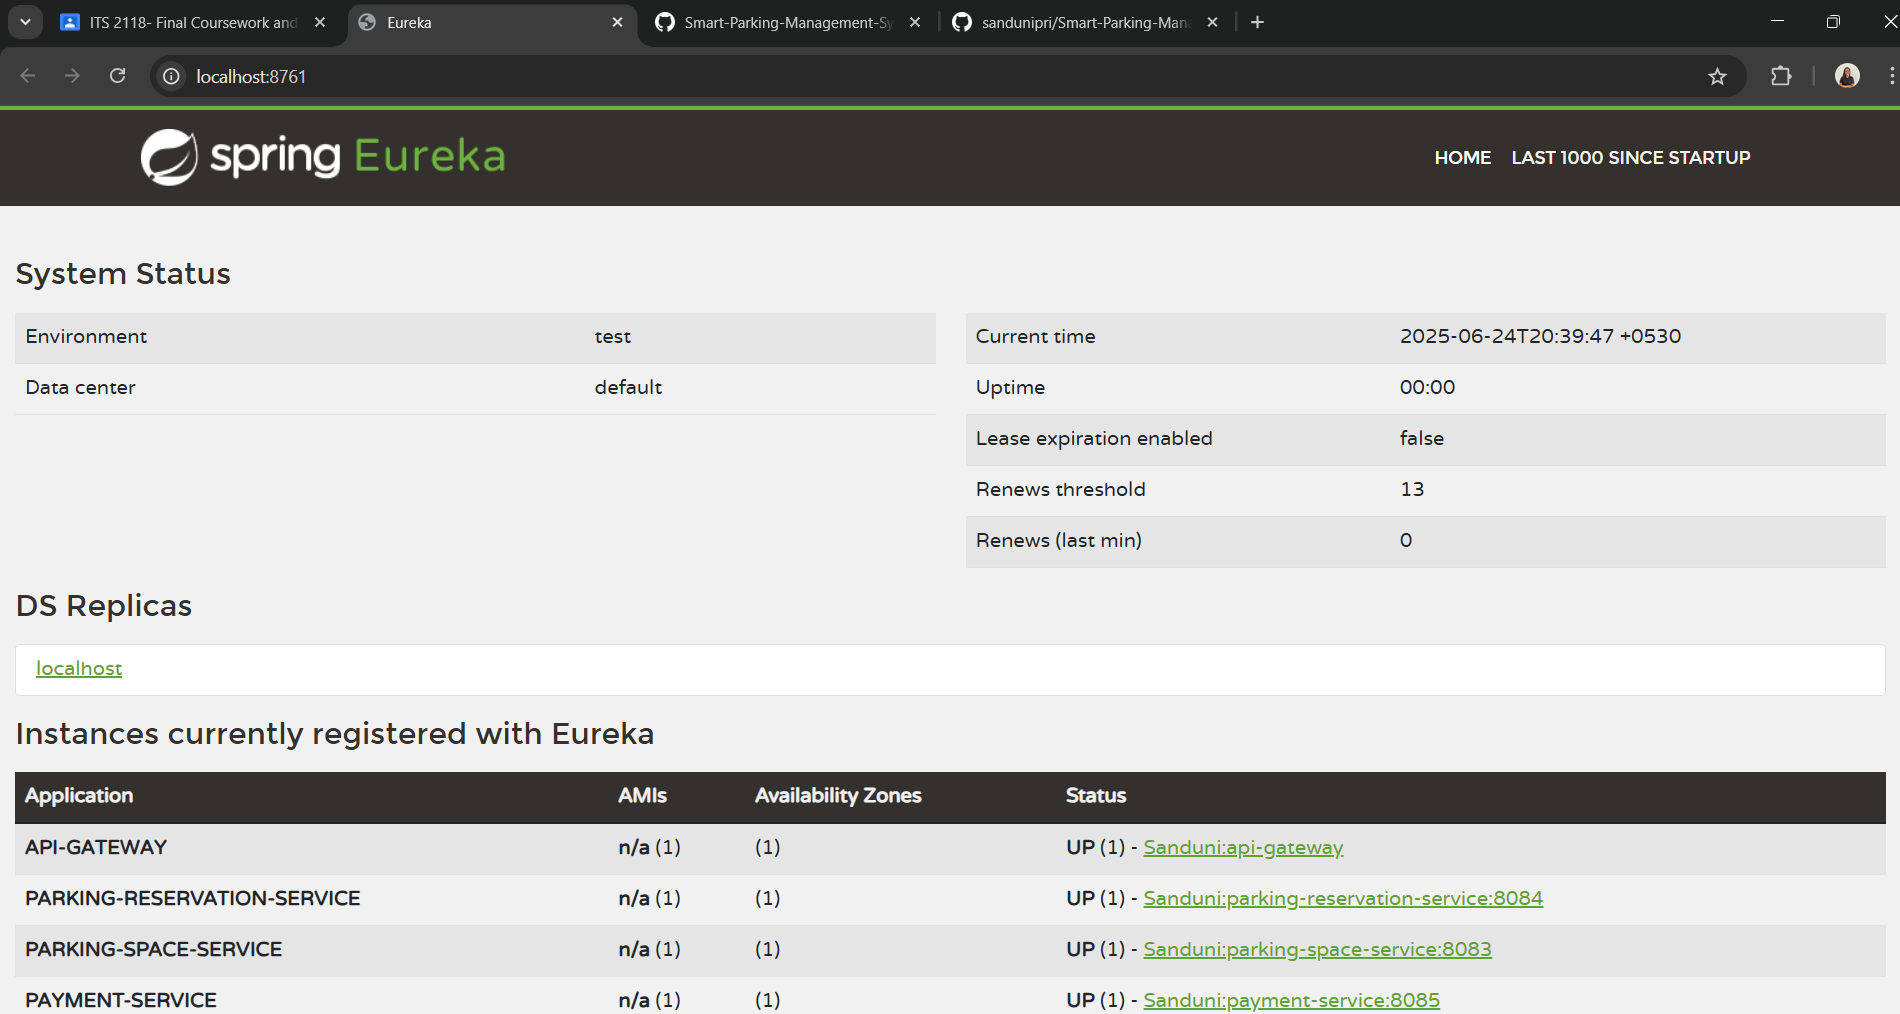 ITS 2118- Final Coursework and
Eureka
Smart-Parking-Management-Sy
sandunipri/Smart-Parking-Man
localhost:8761
spring Eureka
HOME LAST 1000 SINCE STARTUP
System Status
Environment test
Data center default
Current time 2025-06-24T20:39:47 +0530
Uptime 00:00
Lease expiration enabled false
Renews threshold 13
Renews (last min) 0
DS Replicas
localhost
Instances currently registered with Eureka
Application AMIs Availability Zones Status
API-GATEWAY n/a (1) (1) UP (1) - Sanduni:api-gateway
PARKING-RESERVATION-SERVICE n/a (1) (1) UP (1) - Sanduni:parking-reservation-service:8084
PARKING-SPACE-SERVICE n/a (1) (1) UP (1) - Sanduni:parking-space-service:8083
PAYMENT-SERVICE n/a (1) (1) UP (1) - Sanduni:payment-service:8085